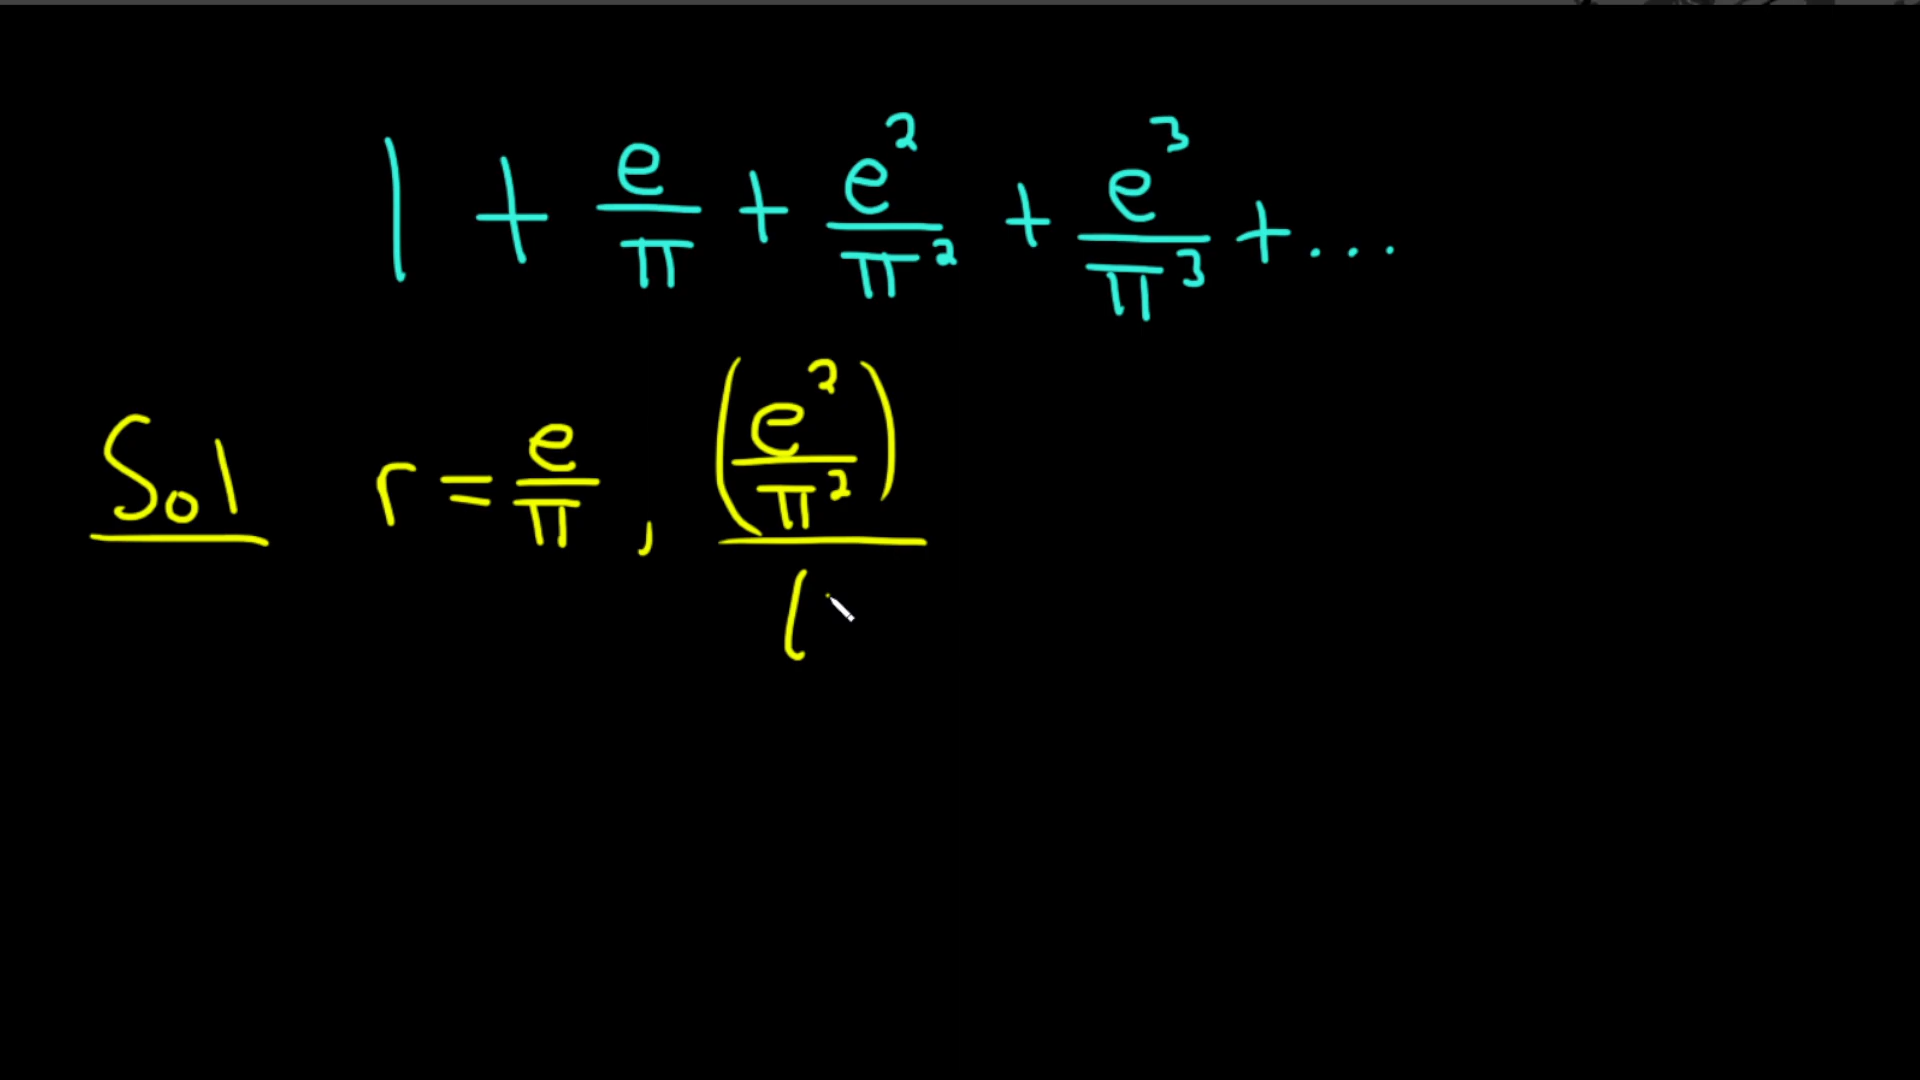 1 + e/π + e²/π² + e³/π³ + ...
Sol r = e/π , (e²/π²)/(